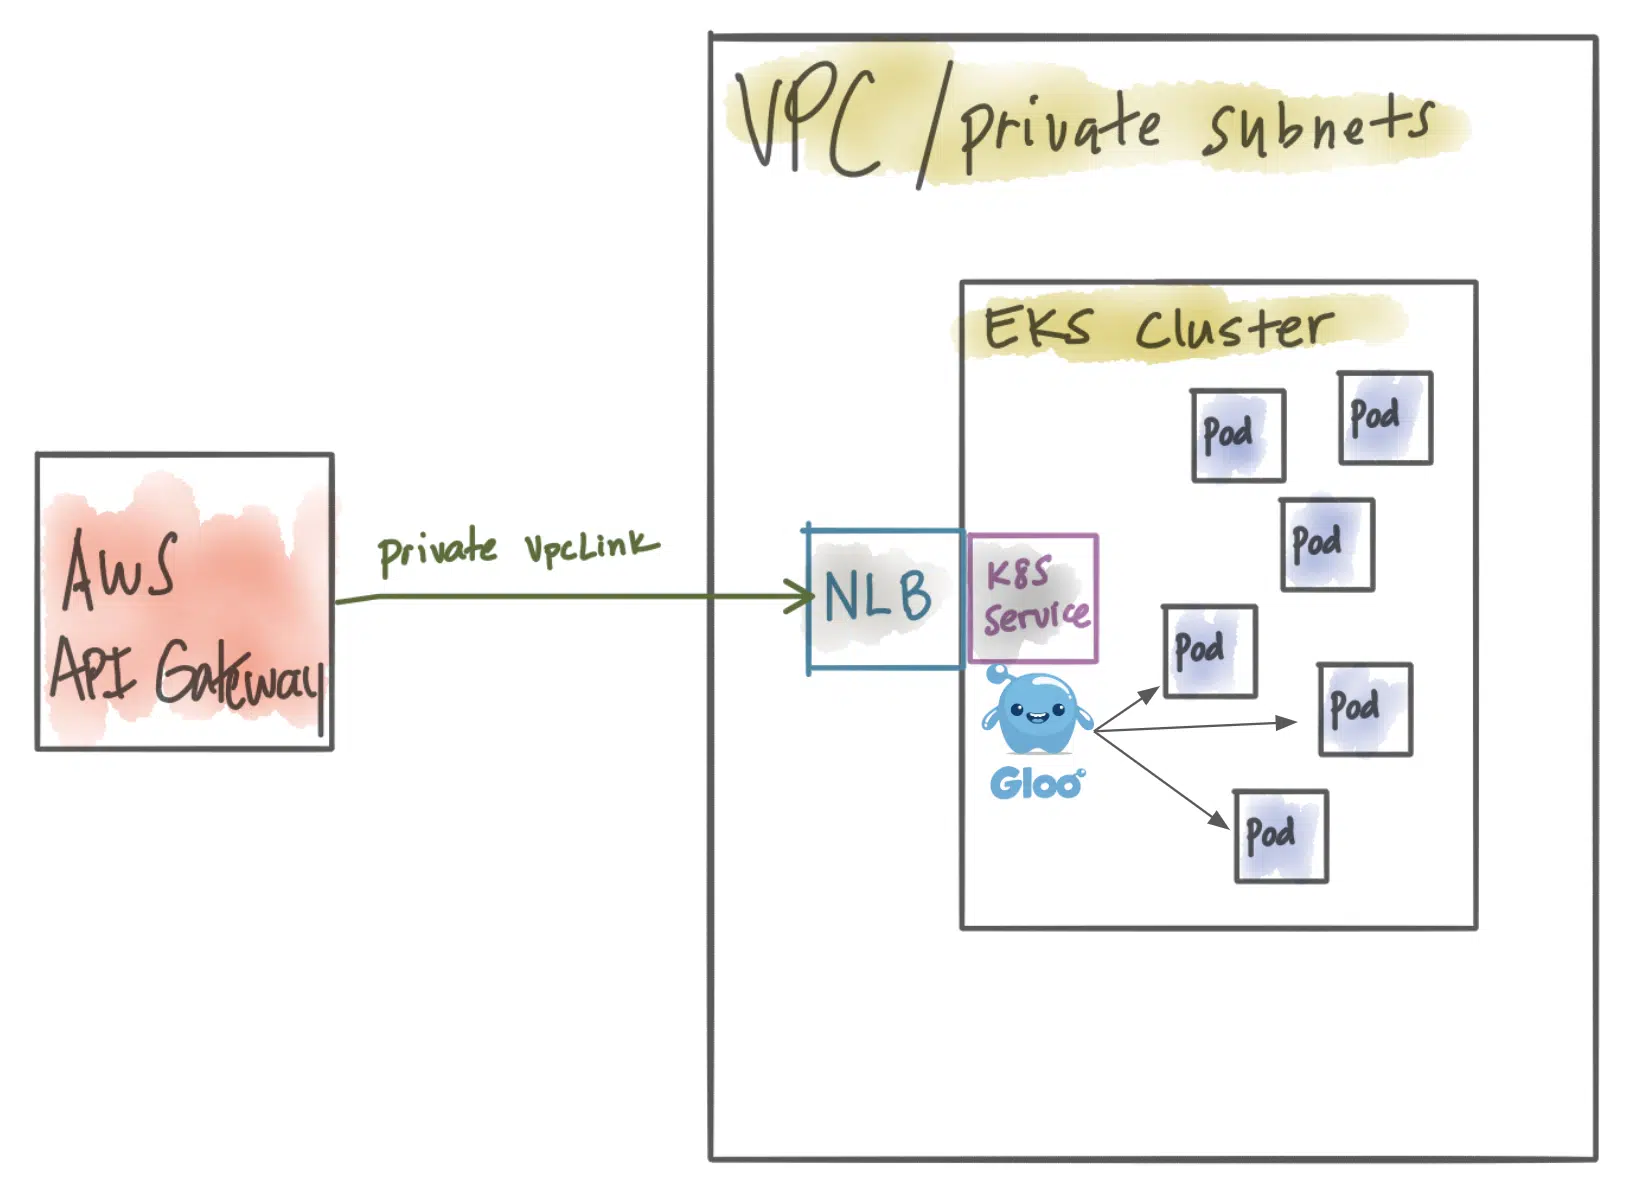 VPC/private subnets
EKS Cluster
Pod
Pod
Pod
AWS
API Gateway
private VpcLink
NLB
K8S
Service
Pod
Pod
Gloo
Pod